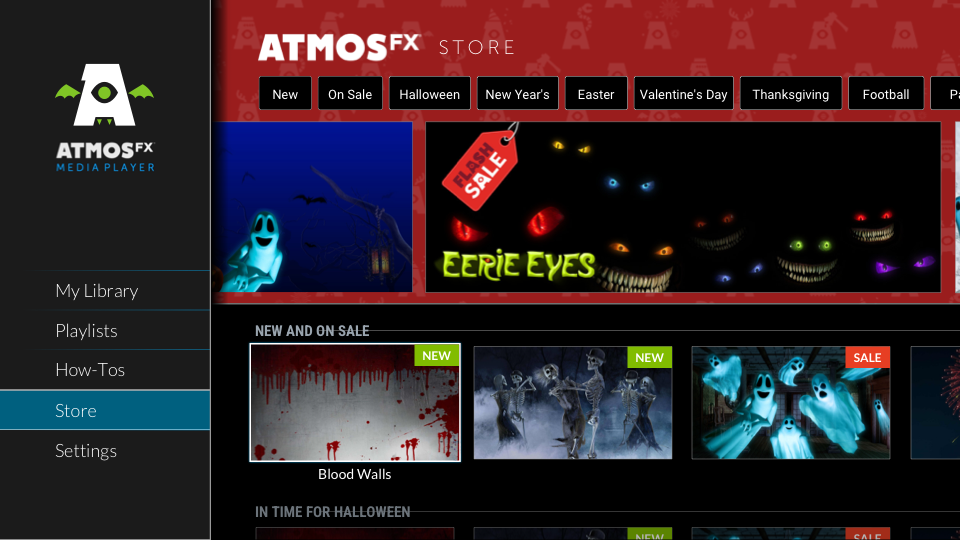 ATMOSFX
MEDIA PLAYER
My Library
Playlists
How-Tos
Store
Settings
ATMOSFX STORE
New
On Sale
Halloween
New Year's
Easter
Valentine's Day
Thanksgiving
Football
FLASH
SALE
EERIE EYES
NEW AND ON SALE
NEW
NEW
SALE
Blood Walls
IN TIME FOR HALLOWEEN
NEW
SALE